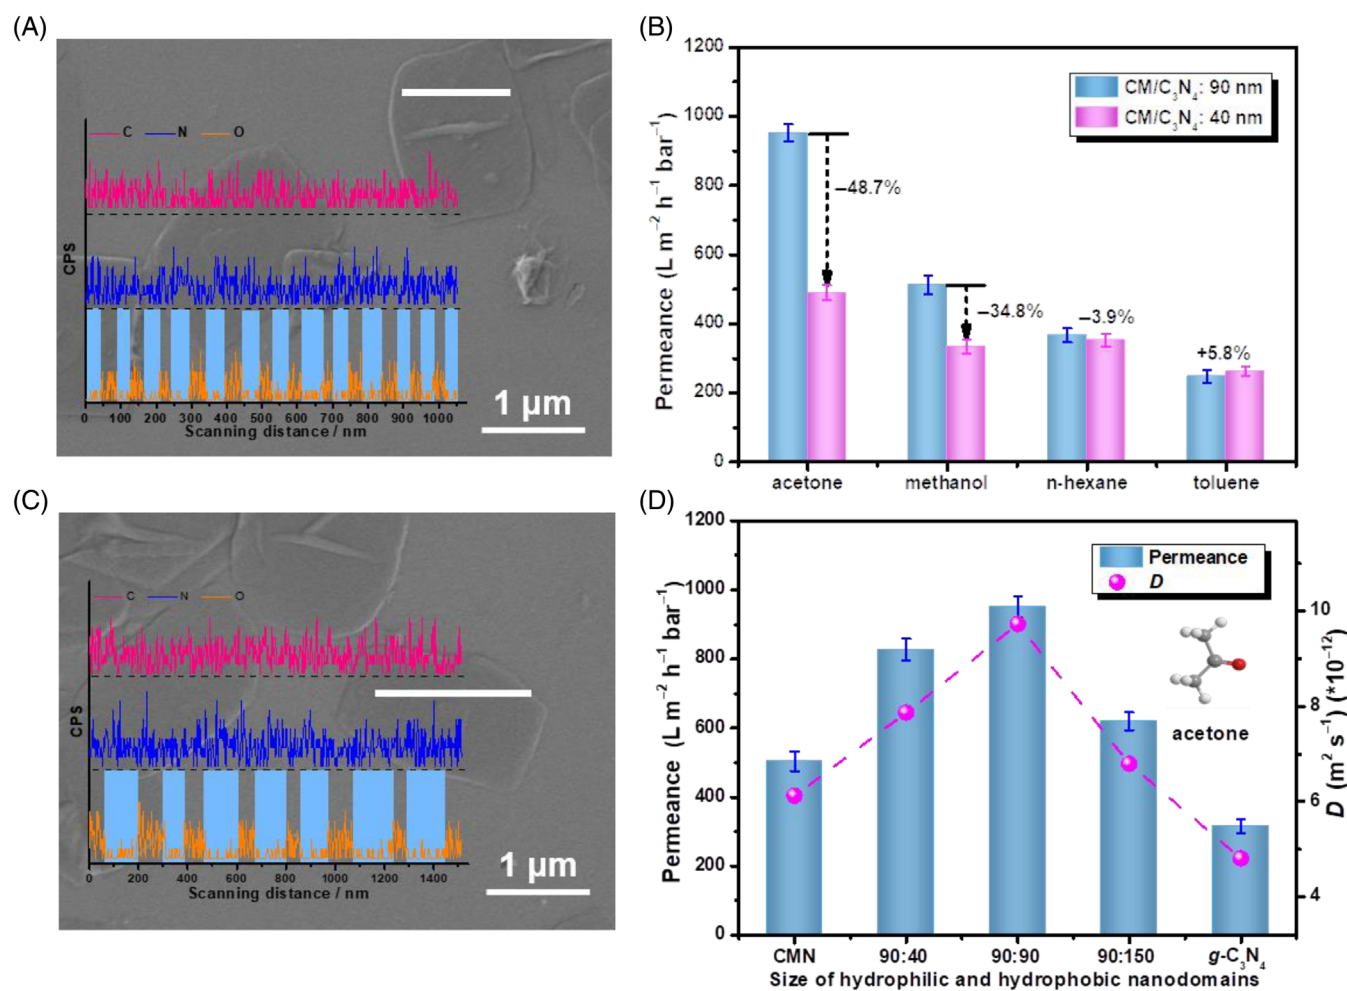 (A)
C N O
CPS
0 100 200 300 400 500 600 700 800 900 1000
Scanning distance / nm
1 μm
(B)
1200
1000
800
600
400
200
0
Permeance (L m⁻² h⁻¹ bar⁻¹)
CM/C₃N₄: 90 nm
CM/C₃N₄: 40 nm
–48.7%
–34.8%
–3.9%
+5.8%
acetone methanol n-hexane toluene
(C)
C N O
CPS
0 200 400 600 800 1000 1200 1400
Scanning distance / nm
1 μm
(D)
1200
1000
800
600
400
200
0
Permeance (L m⁻² h⁻¹ bar⁻¹)
Permeance
D
acetone
10
8
6
4
D (m² s⁻¹) (*10⁻¹²)
CMN 90:40 90:90 90:150 g-C₃N₄
Size of hydrophilic and hydrophobic nanodomains